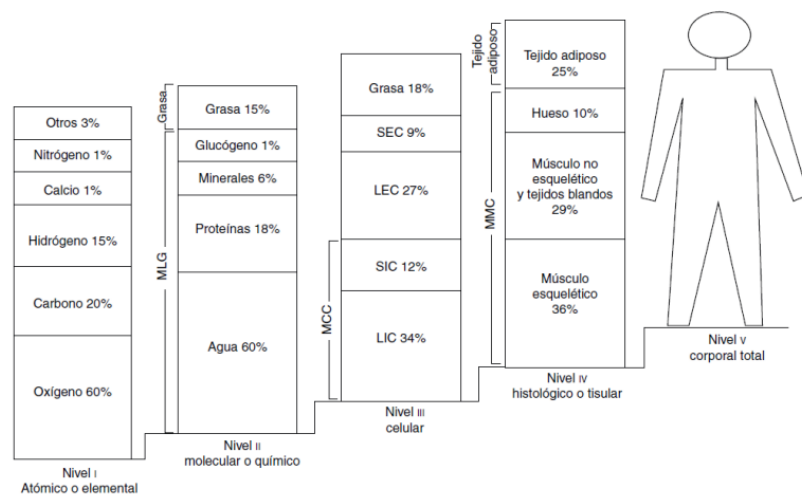 Otros 3%
Nitrógeno 1%
Calcio 1%
Hidrógeno 15%
Carbono 20%
Oxígeno 60%
Nivel I
Atómico o elemental
Grasa
MLG
Grasa 15%
Glucógeno 1%
Minerales 6%
Proteínas 18%
Agua 60%
Nivel II
molecular o químico
MCC
Grasa 18%
SEC 9%
LEC 27%
SIC 12%
LIC 34%
Nivel III
celular
Tejido
adiposo
MMC
Tejido adiposo
25%
Hueso 10%
Músculo no
esquelético
y tejidos blandos
29%
Músculo
esquelético
36%
Nivel IV
histológico o tisular
Nivel V
corporal total